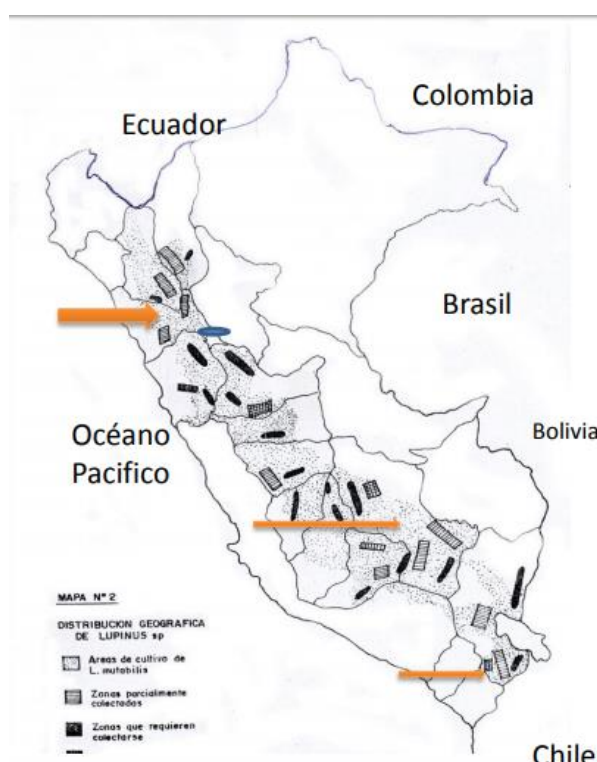 Colombia
Ecuador
Brasil
Bolivia
Océano
Pacifico
MAPA Nº 2
DISTRIBUCION GEOGRAFICA
DE LUPINUS sp
Areas de cultivo de
L. mutabilis
Zonas parcialmente
colectadas
Zonas que requieren
colectarse
Chile